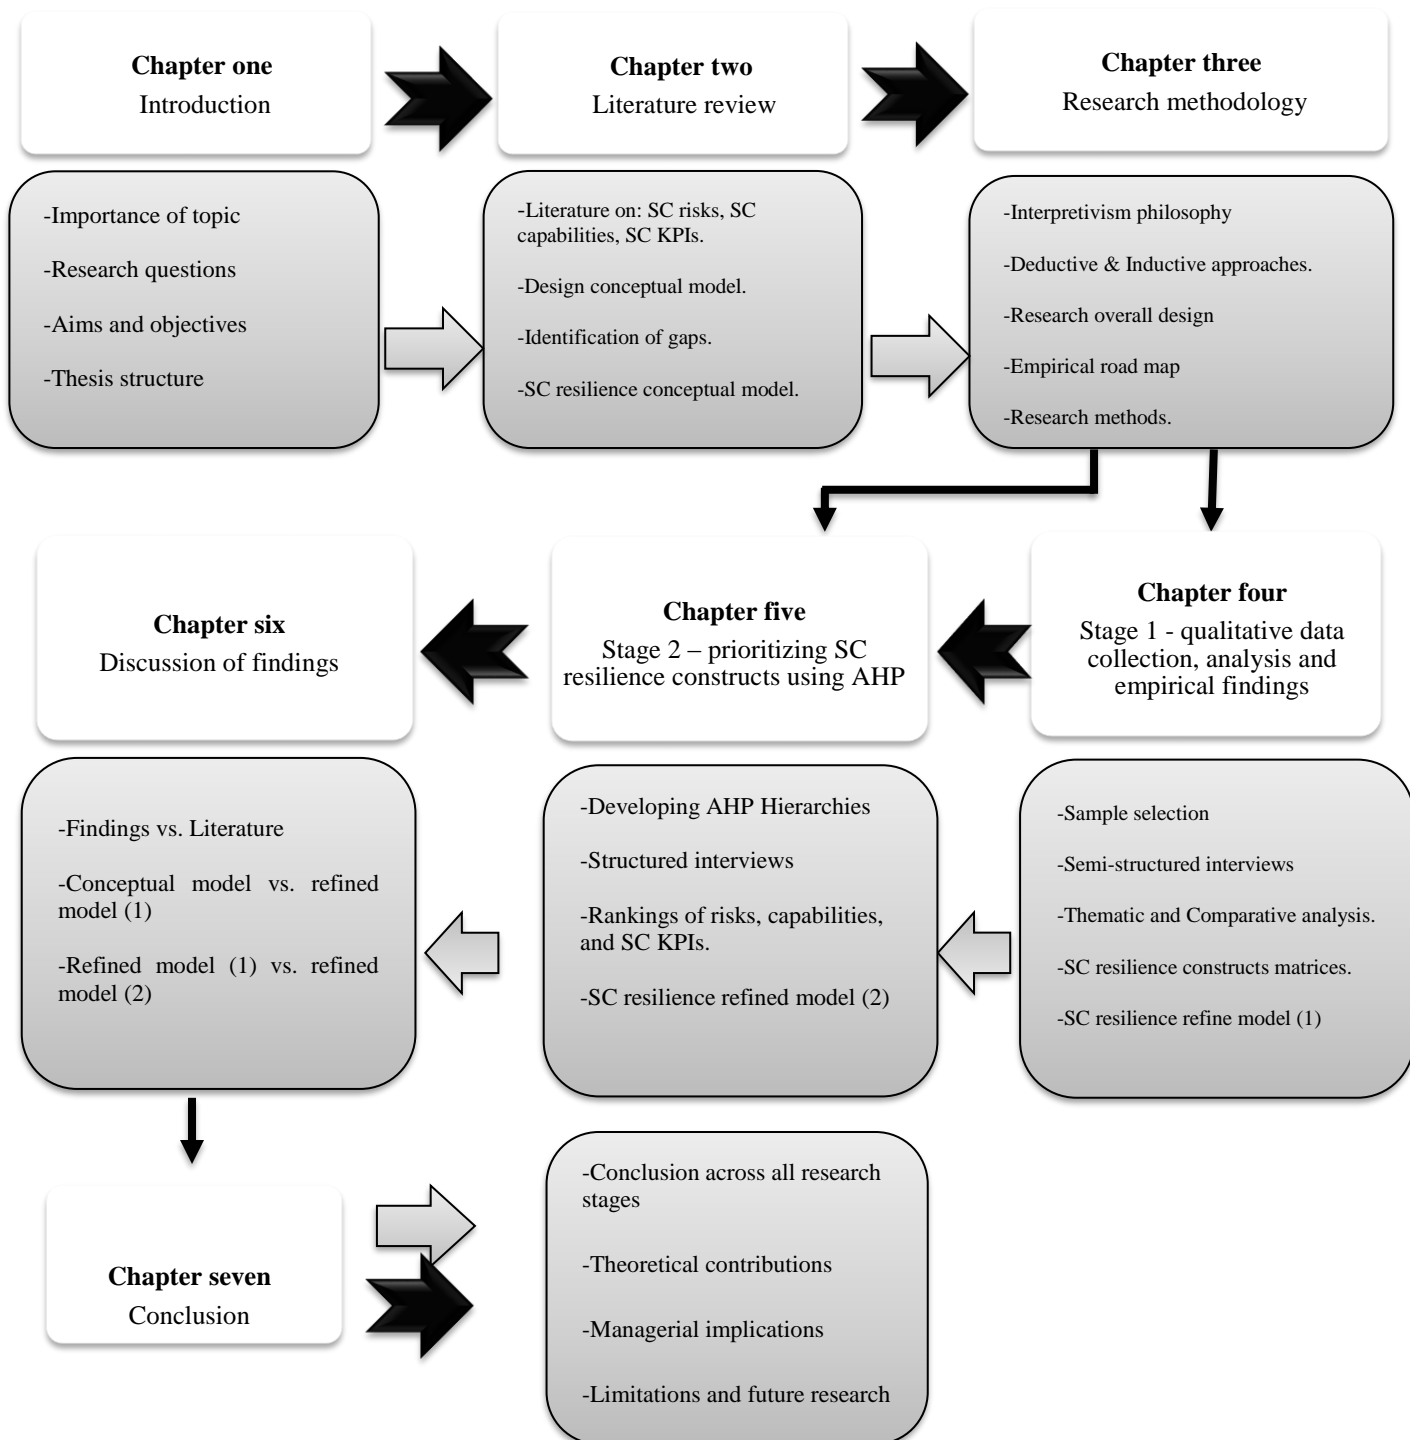 Chapter one
Introduction
Chapter two
Literature review
Chapter three
Research methodology
-Importance of topic
-Research questions
-Aims and objectives
-Thesis structure
-Literature on: SC risks, SC
capabilities, SC KPIs.
-Design conceptual model.
-Identification of gaps.
-SC resilience conceptual model.
-Interpretivism philosophy
-Deductive & Inductive approaches.
-Research overall design
-Empirical road map
-Research methods.
Chapter six
Discussion of findings
Chapter five
Stage 2 – prioritizing SC
resilience constructs using AHP
Chapter four
Stage 1 - qualitative data
collection, analysis and
empirical findings
-Findings vs. Literature
-Conceptual model vs. refined
model (1)
-Refined model (1) vs. refined
model (2)
-Developing AHP Hierarchies
-Structured interviews
-Rankings of risks, capabilities,
and SC KPIs.
-SC resilience refined model (2)
-Sample selection
-Semi-structured interviews
-Thematic and Comparative analysis.
-SC resilience constructs matrices.
-SC resilience refine model (1)
Chapter seven
Conclusion
-Conclusion across all research
stages
-Theoretical contributions
-Managerial implications
-Limitations and future research